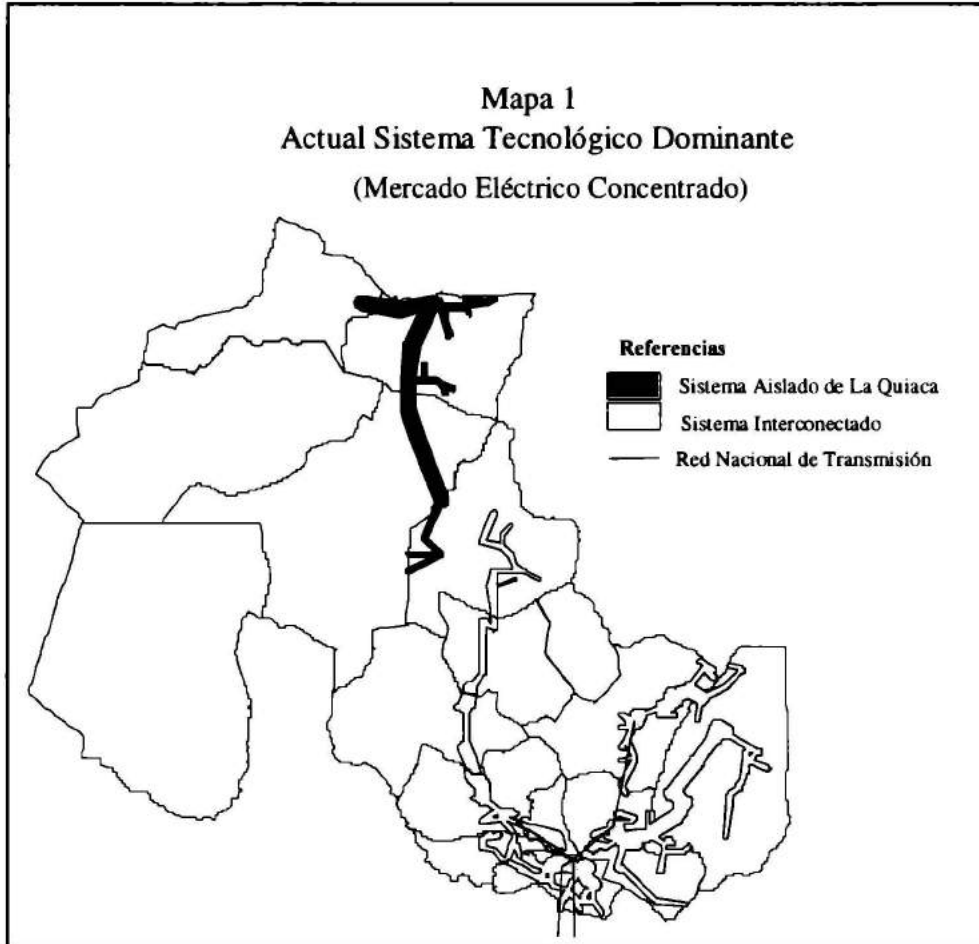 Mapa 1
Actual Sistema Tecnológico Dominante
(Mercado Eléctrico Concentrado)
Referencias
Sistema Aislado de La Quiaca
Sistema Interconectado
Red Nacional de Transmisión